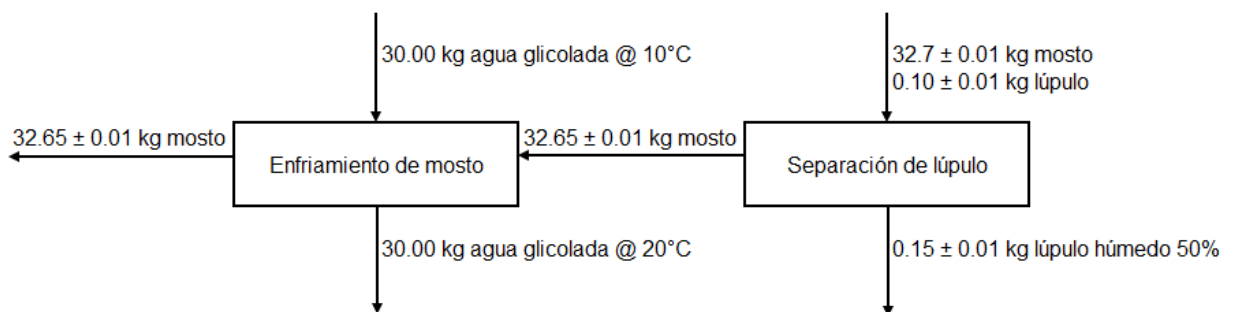 30.00 kg agua glicolada @ 10°C
32.7 ± 0.01 kg mosto
0.10 ± 0.01 kg lúpulo
32.65 ± 0.01 kg mosto
Enfriamiento de mosto
32.65 ± 0.01 kg mosto
Separación de lúpulo
30.00 kg agua glicolada @ 20°C
0.15 ± 0.01 kg lúpulo húmedo 50%